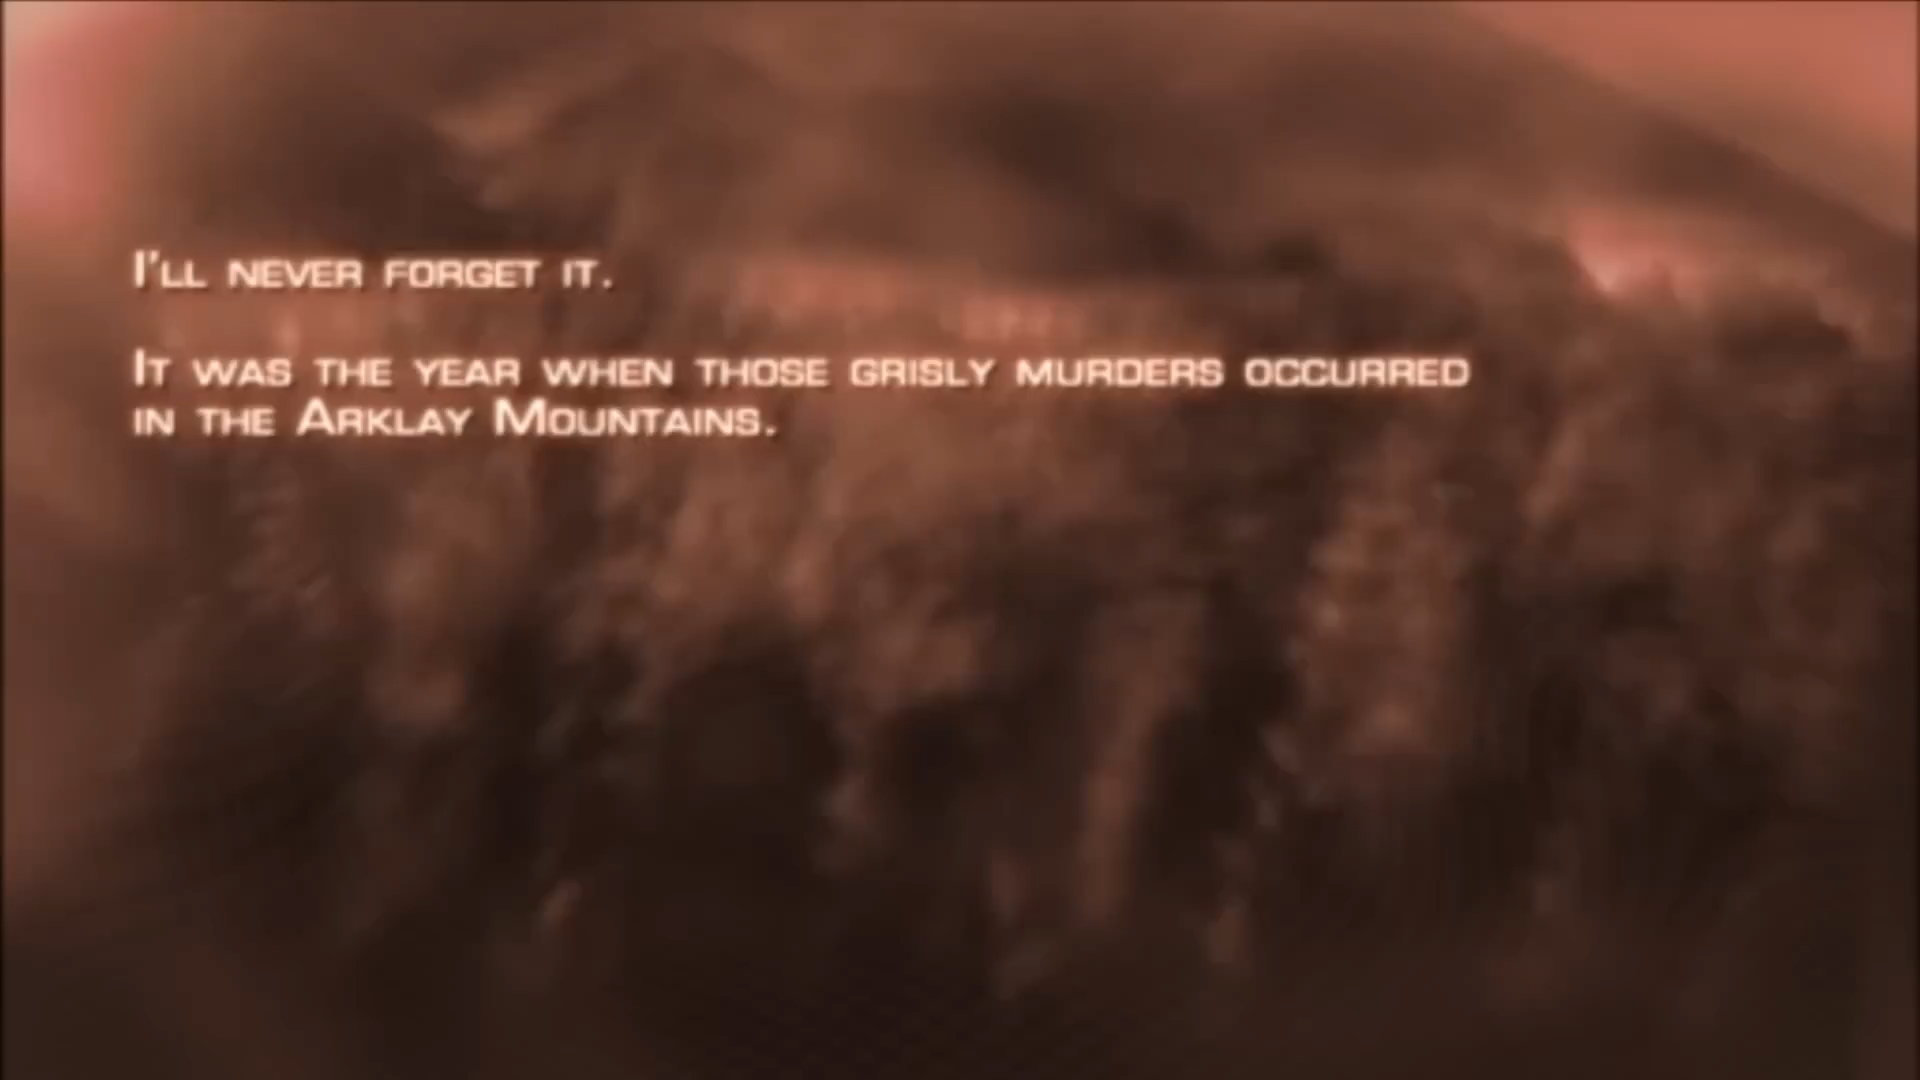 I'll never forget it.
It was the year when those grisly murders occurred
in the Arklay Mountains.